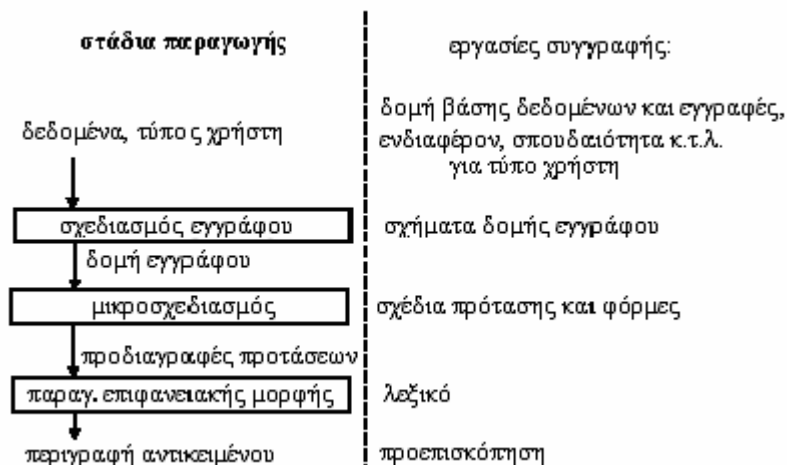 στάδια παραγωγής
εργασίες συγγραφής:
δεδομένα, τύπος χρήστη
δομή βάσης δεδομένων και εγγραφές,
ενδιαφέρον, σπουδαιότητα κ.τ.λ.
για τύπο χρήστη
σχεδιασμός εγγράφου
σχήματα δομής εγγράφου
δομή εγγράφου
μικροσχεδιασμός
σχέδια πρότασης και φόρμες
προδιαγραφές προτάσεων
παραγ. επιφανειακής μορφής
λεξικό
περιγραφή αντικειμένου
προεπισκόπηση